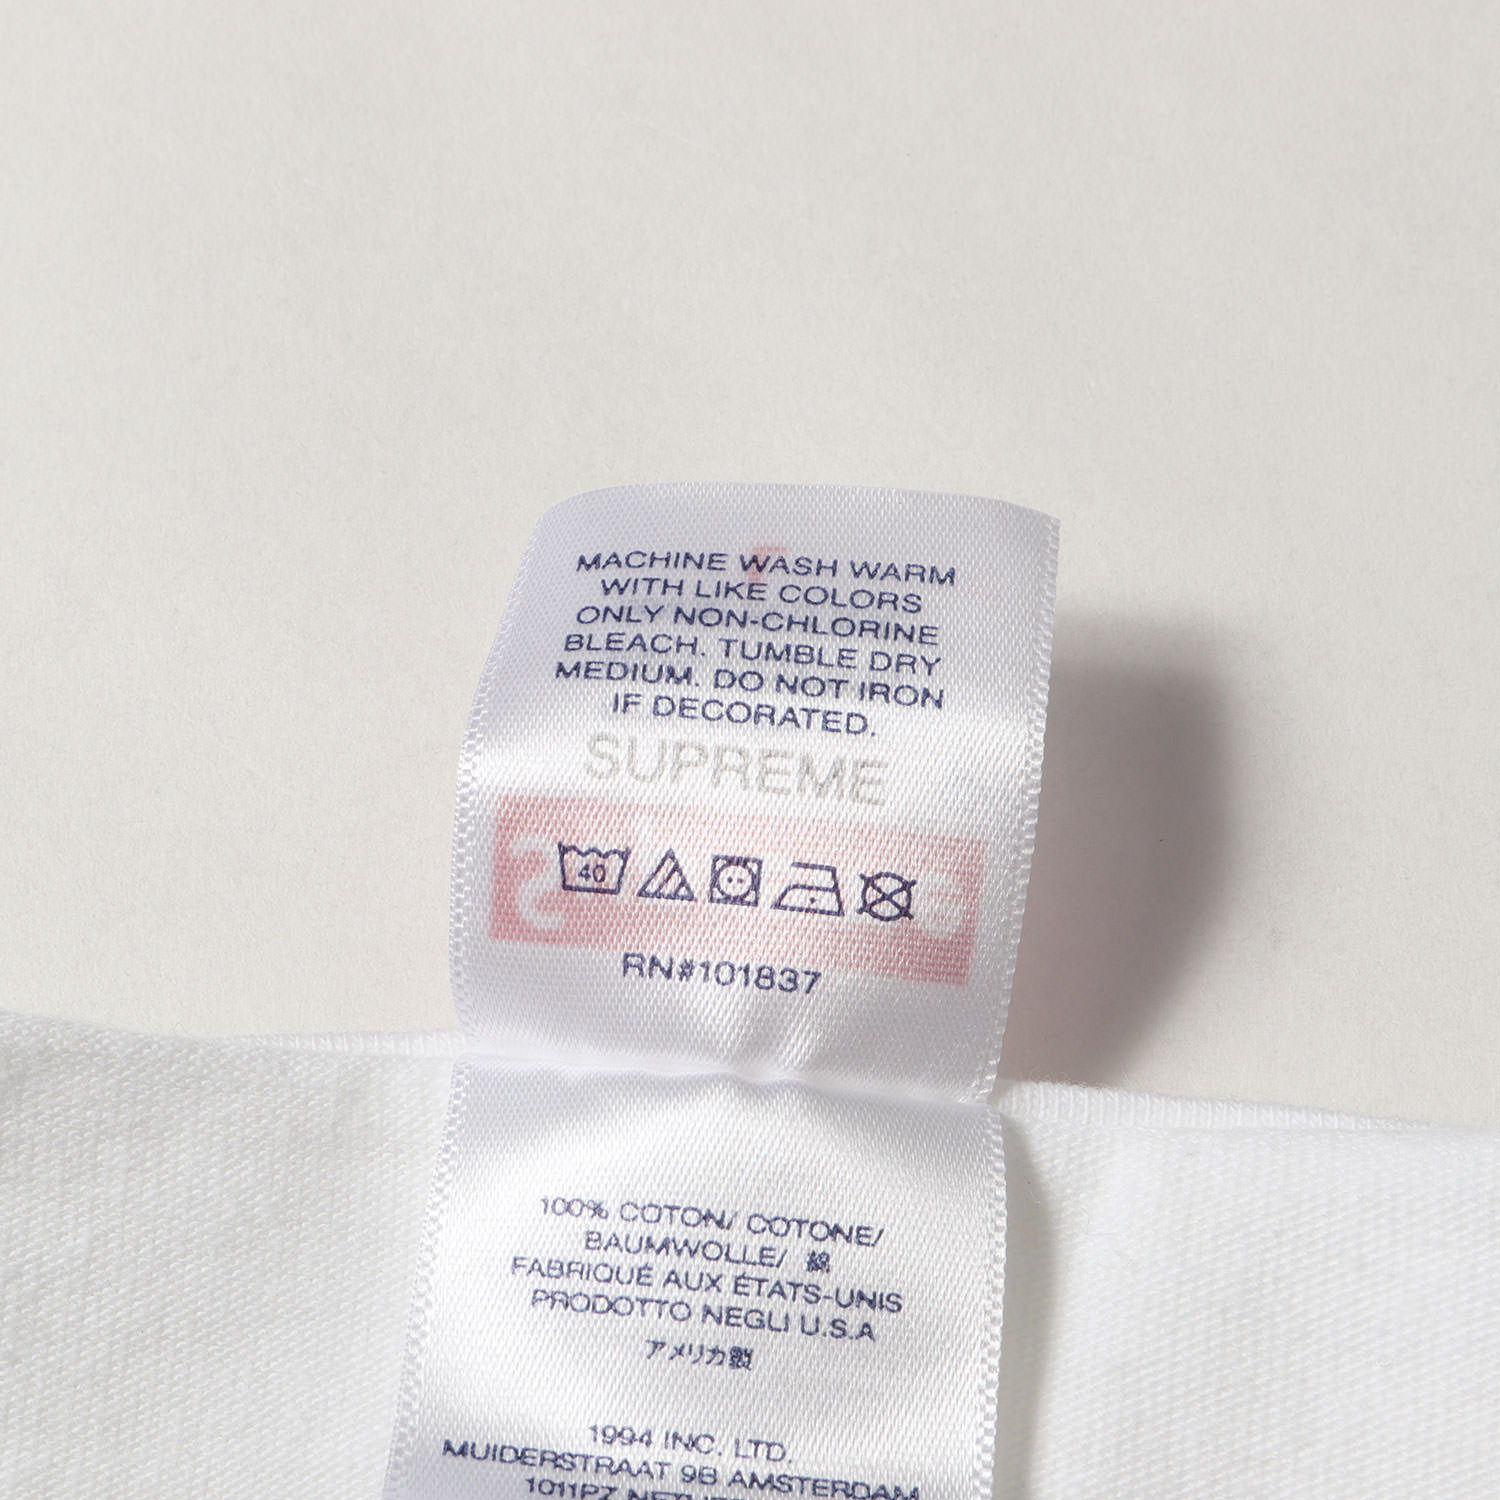 MACHINE WASH WARM
WITH LIKE COLORS
ONLY NON-CHLORINE
BLEACH. TUMBLE DRY
MEDIUM. DO NOT IRON
IF DECORATED.
SUPREME
40
RN#101837
100% COTON/ COTONE/
BAUMWOLLE/ 綿
FABRIQUÉ AUX ÉTATS-UNIS
PRODOTTO NEGLI U.S.A
アメリカ製
1994 INC. LTD.
MUIDERSTRAAT 9B AMSTERDAM
1011PZ